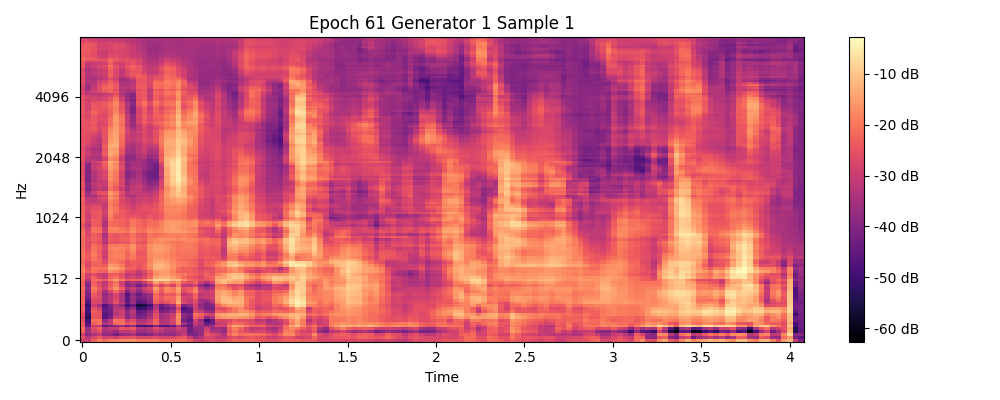 Epoch 61 Generator 1 Sample 1
Hz
4096
2048
1024
512
0
0
0.5
1
1.5
2
2.5
3
3.5
4
Time
-10 dB
-20 dB
-30 dB
-40 dB
-50 dB
-60 dB